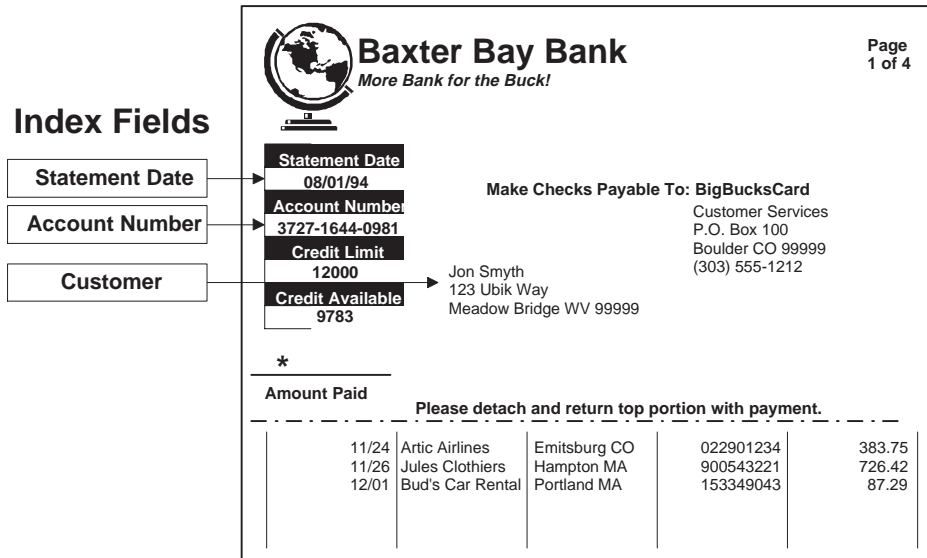 Index Fields
Statement Date
Account Number
Customer
Baxter Bay Bank
More Bank for the Buck!
Page
1 of 4
Statement Date
08/01/94
Account Number
3727-1644-0981
Credit Limit
12000
Credit Available
9783
Make Checks Payable To: BigBucksCard
Customer Services
P.O. Box 100
Boulder CO 99999
(303) 555-1212
Jon Smyth
123 Ubik Way
Meadow Bridge WV 99999
*
Amount Paid
Please detach and return top portion with payment.
11/24 Artic Airlines Emitsburg CO 022901234 383.75
11/26 Jules Clothiers Hampton MA 900543221 726.42
12/01 Bud's Car Rental Portland MA 153349043 87.29